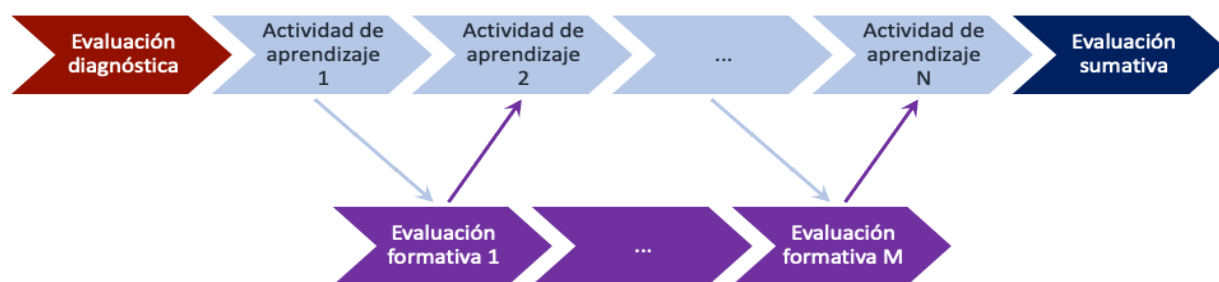 Evaluación
diagnóstica
Actividad de
aprendizaje
1
Actividad de
aprendizaje
2
...
Actividad de
aprendizaje
N
Evaluación
sumativa
Evaluación
formativa 1
...
Evaluación
formativa M